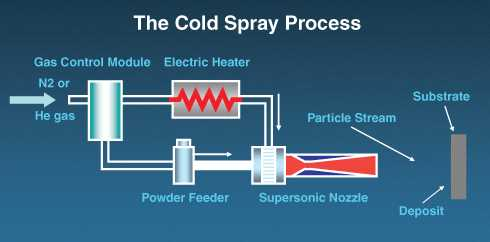 The Cold Spray Process
Gas Control Module
Electric Heater
N2 or
He gas
Substrate
Particle Stream
Powder Feeder
Supersonic Nozzle
Deposit